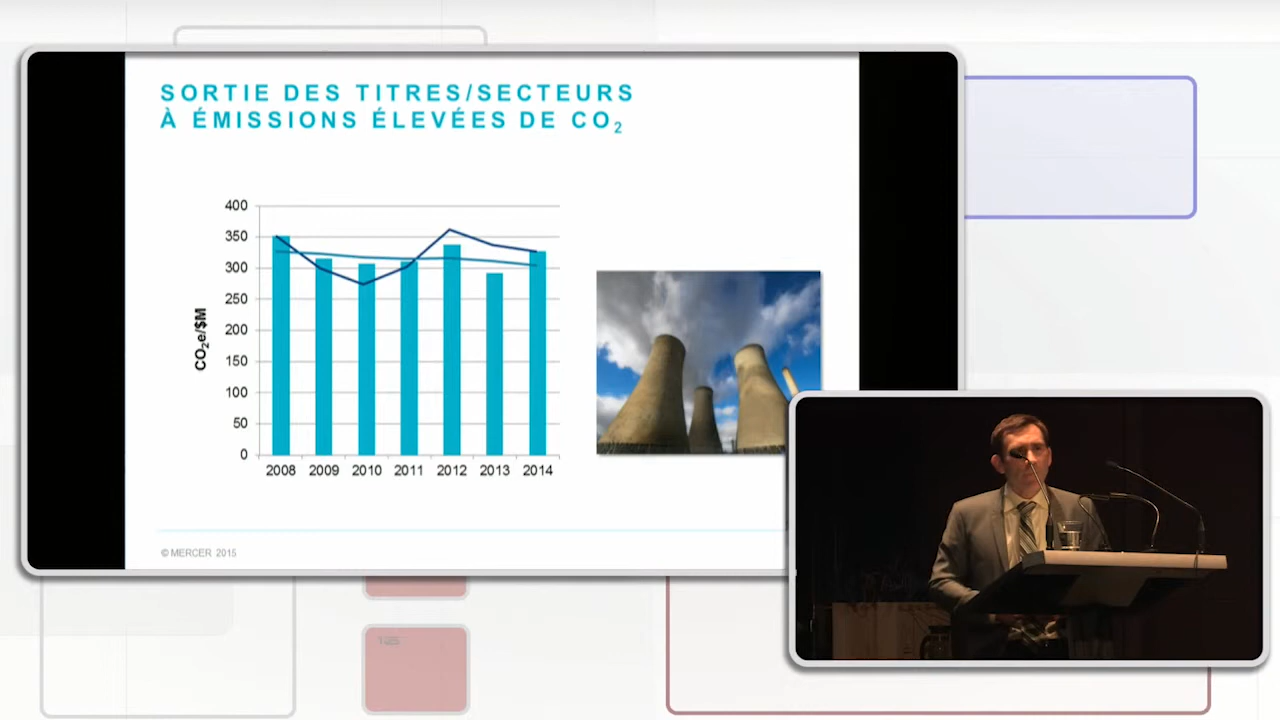 SORTIE DES TITRES/SECTEURS
À ÉMISSIONS ÉLEVÉES DE CO₂
400
350
300
250
200
150
100
50
0
CO₂e/$M
2008 2009 2010 2011 2012 2013 2014
© MERCER 2015